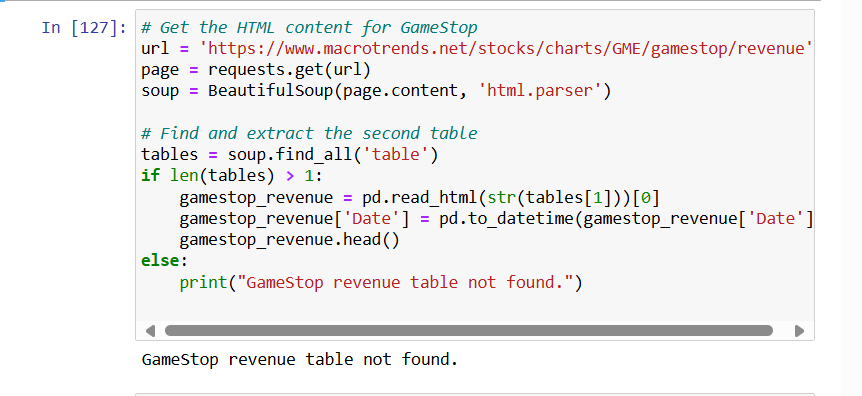 In [127]: # Get the HTML content for GameStop
url = 'https://www.macrotrends.net/stocks/charts/GME/gamestop/revenue'
page = requests.get(url)
soup = BeautifulSoup(page.content, 'html.parser')
# Find and extract the second table
tables = soup.find_all('table')
if len(tables) > 1:
    gamestop_revenue = pd.read_html(str(tables[1]))[0]
    gamestop_revenue['Date'] = pd.to_datetime(gamestop_revenue['Date']
    gamestop_revenue.head()
else:
    print("GameStop revenue table not found.")
GameStop revenue table not found.